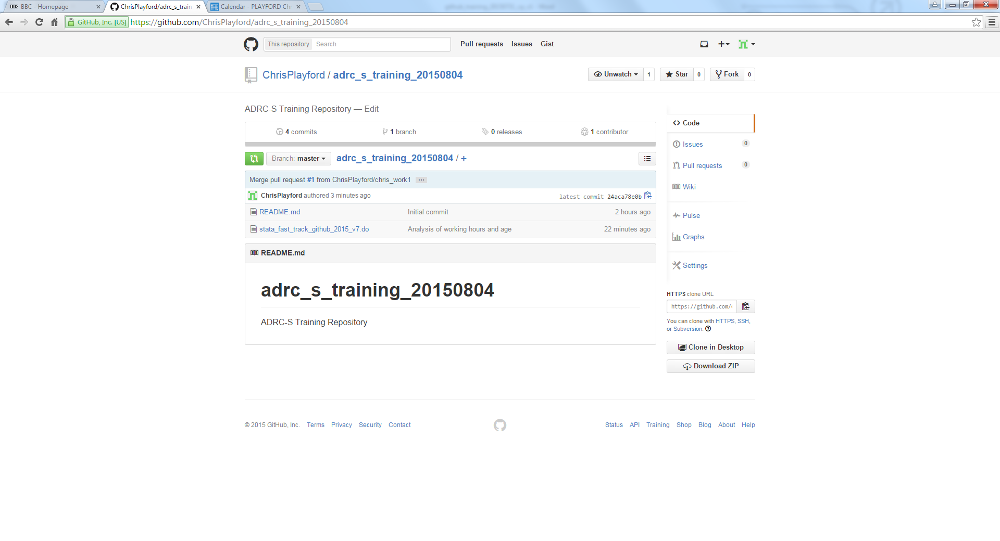 BBC - Homepage
ChrisPlayford/adrc_s_train
Calendar - PLAYFORD Chr
GitHub, Inc. [US] https://github.com/ChrisPlayford/adrc_s_training_20150804
This repository Search Pull requests Issues Gist
ChrisPlayford / adrc_s_training_20150804
Unwatch 1 Star 0 Fork 0
ADRC-S Training Repository — Edit
4 commits 1 branch 0 releases 1 contributor
Branch: master adrc_s_training_20150804 / +
Merge pull request #1 from ChrisPlayford/chris_work1 ...
ChrisPlayford authored 3 minutes ago latest commit 24aca78e0b
README.md Initial commit 2 hours ago
stata_fast_track_github_2015_v7.do Analysis of working hours and age 22 minutes ago
README.md
adrc_s_training_20150804
ADRC-S Training Repository
Code
Issues 0
Pull requests 0
Wiki
Pulse
Graphs
Settings
HTTPS clone URL
https://github.com/
You can clone with HTTPS, SSH,
or Subversion.
Clone in Desktop
Download ZIP
© 2015 GitHub, Inc. Terms Privacy Security Contact
Status API Training Shop Blog About Help